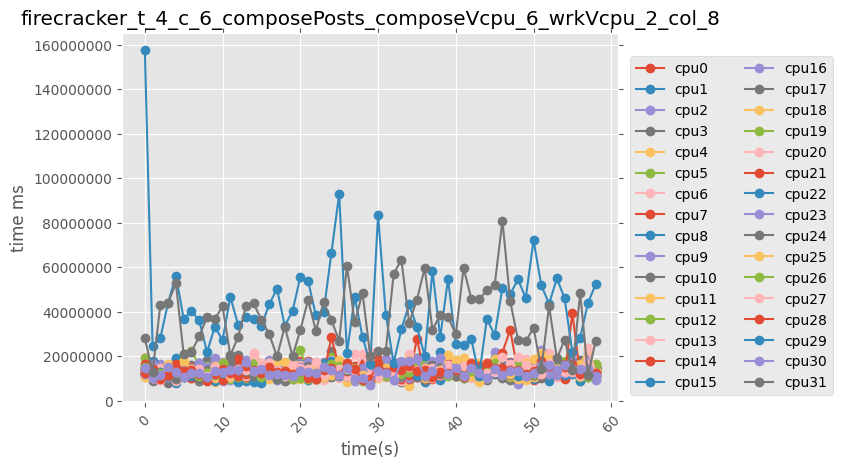 firecracker_t_4_c_6_composePosts_composeVcpu_6_wrkVcpu_2_col_8
160000000
140000000
120000000
100000000
80000000
60000000
40000000
20000000
0
time ms
0
10
20
30
40
50
60
time(s)
cpu0
cpu1
cpu2
cpu3
cpu4
cpu5
cpu6
cpu7
cpu8
cpu9
cpu10
cpu11
cpu12
cpu13
cpu14
cpu15
cpu16
cpu17
cpu18
cpu19
cpu20
cpu21
cpu22
cpu23
cpu24
cpu25
cpu26
cpu27
cpu28
cpu29
cpu30
cpu31